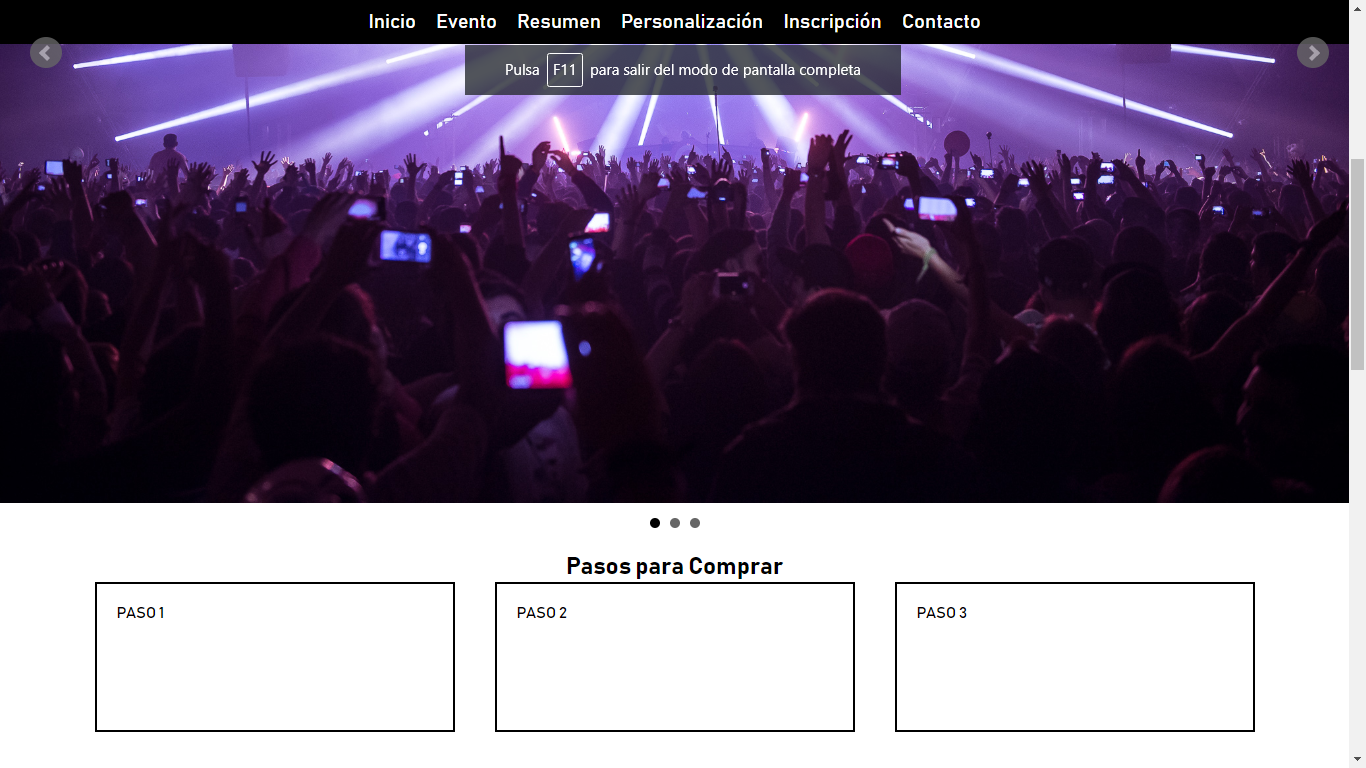 Inicio Evento Resumen Personalización Inscripción Contacto
Pulsa F11 para salir del modo de pantalla completa
Pasos para Comprar
PASO 1
PASO 2
PASO 3